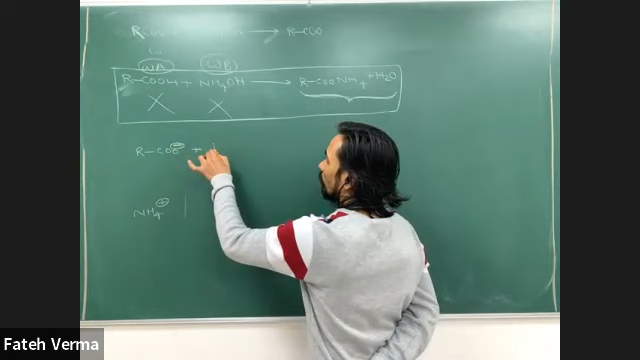 R–COO
WA WB
R–COOH + NH4OH → R–COONH4 + H2O
R–COO⊖ +
NH4⊕
Fateh Verma